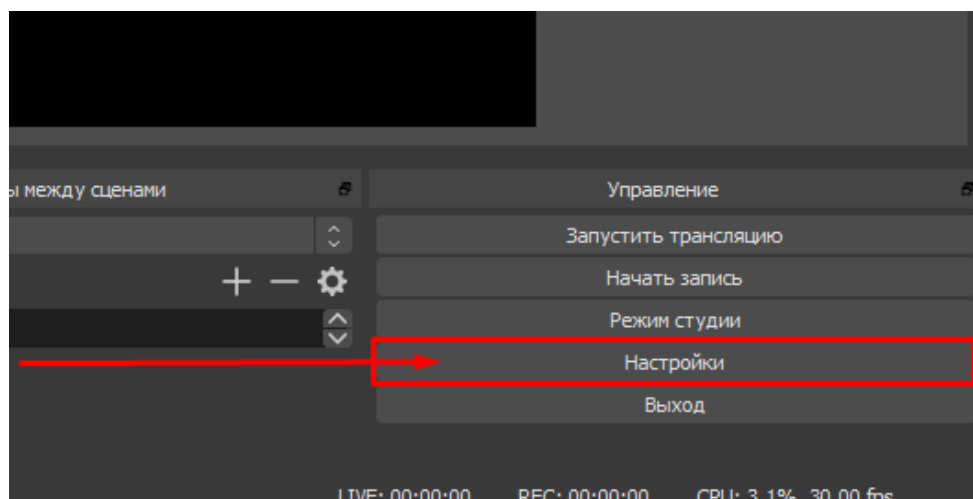 ы между сценами
Управление
Запустить трансляцию
Начать запись
Режим студии
Настройки
Выход
LIVE: 00:00:00 REC: 00:00:00 CPU: 3.1%, 30.00 fps